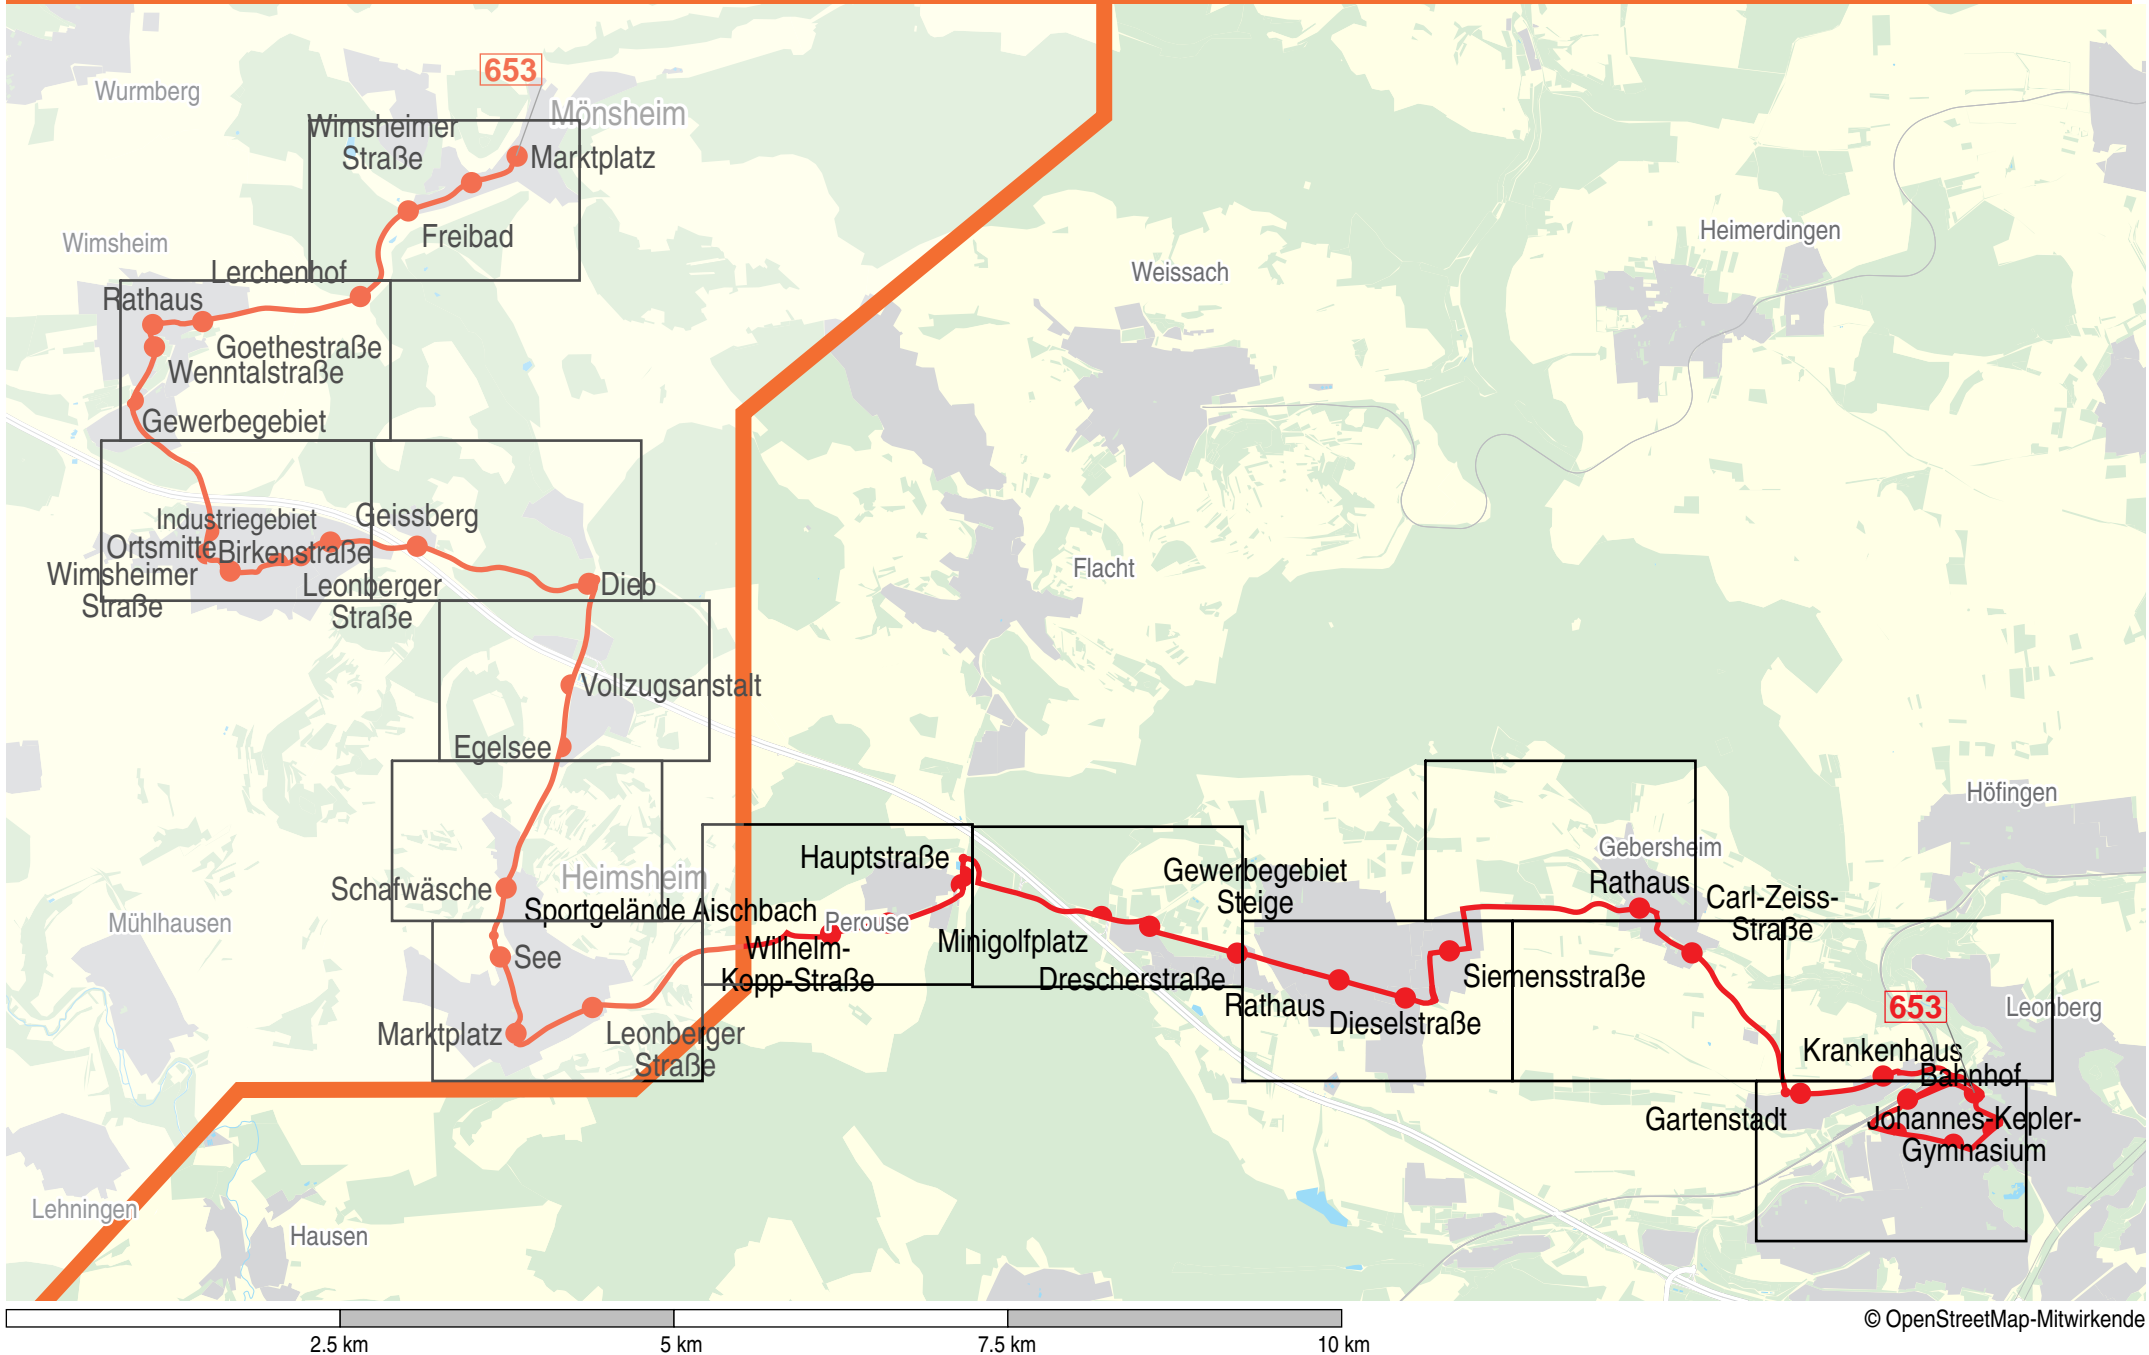 653
Wurmberg
Mönsheim
Wimsheimer
Straße
Marktplatz
Freibad
Wimsheim
Lerchenhof
Rathaus
Goethestraße
Wenntalstraße
Gewerbegebiet
Heimerdingen
Weissach
Industriegebiet
Geissberg
Ortsmitte
Birkenstraße
Wimsheimer
Straße
Leonberger
Straße
Dieb
Flacht
Vollzugsanstalt
Egelsee
Höfingen
Hauptstraße
Gebersheim
Gewerbegebiet
Steige
Rathaus
Carl-Zeiss-
Straße
Heimsheim
Schafwäsche
Sportgelände Aischbach
Perouse
Mühlhausen
See
Wilhelm-
Kopp-Straße
Minigolfplatz
Drescherstraße
Siemensstraße
Rathaus
Dieselstraße
653
Leonberg
Marktplatz
Leonberger
Straße
Krankenhaus
Bahnhof
Gartenstadt
Johannes-Kepler-
Gymnasium
Lehningen
Hausen
© OpenStreetMap-Mitwirkende
2.5 km
5 km
7.5 km
10 km